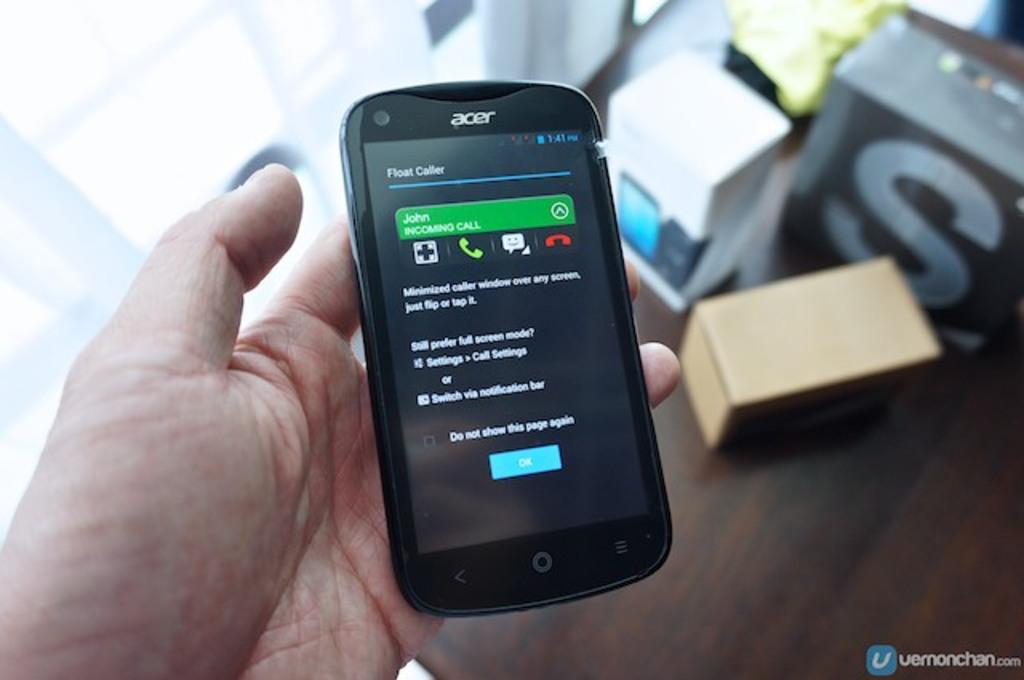 acer
1:41 PM
Float Caller
John
INCOMING CALL
Minimized caller window over any screen,
just flip or tap it.
Still prefer full screen mode?
Settings > Call Settings
or
Switch via notification bar
Do not show this page again
OK
S
vernonchan.com